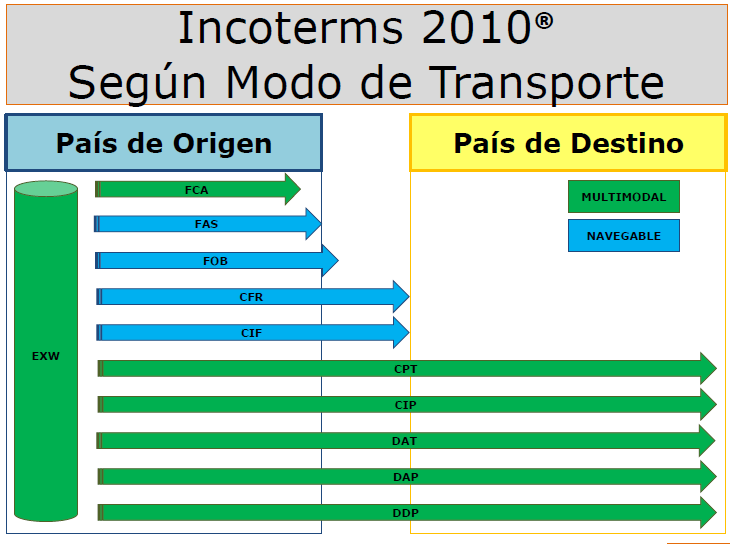 Incoterms 2010®
Según Modo de Transporte
País de Origen
País de Destino
FCA
MULTIMODAL
FAS
NAVEGABLE
FOB
CFR
CIF
EXW
CPT
CIP
DAT
DAP
DDP